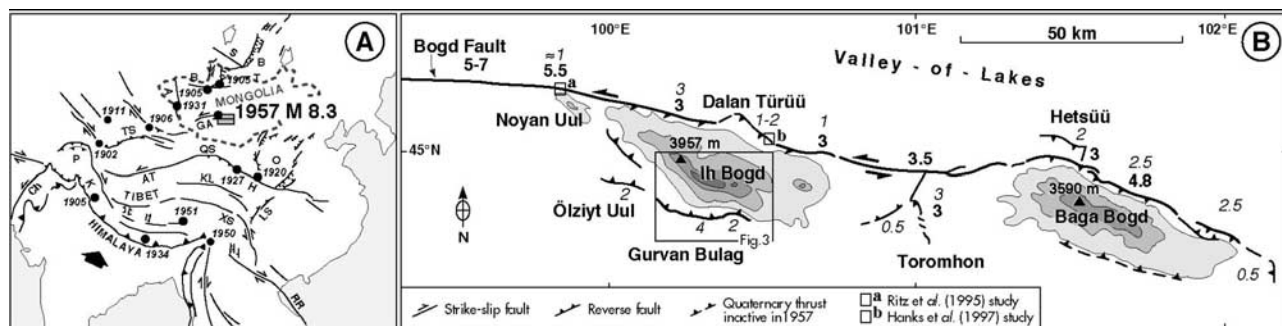 A
S
B
B
1905
T
1905
MONGOLIA
1931
1957 M 8.3
1911
1906
GA
TS
1902
QS
P
O
AT
KL
1927
H
1920
Ch
K
TIBET
1905
LS
1951
XS
HIMALAYA
1950
1934
RR
100°E
101°E
102°E
50 km
B
Bogd Fault
5-7
≈1
5.5
a
Valley - of - Lakes
3
3
Dalan Türüü
1-2
b
1
3
Hetsüü
2
3
Noyan Uul
45°N
3957 m
Ih Bogd
3.5
2.5
4.8
3590 m
Baga Bogd
2.5
N
2
Ölziyt Uul
4
2
Fig.3
Gurvan Bulag
3
3
0.5
Toromhon
0.5
Strike-slip fault
Reverse fault
Quaternary thrust
inactive in 1957
a Ritz et al. (1995) study
b Hanks et al. (1997) study